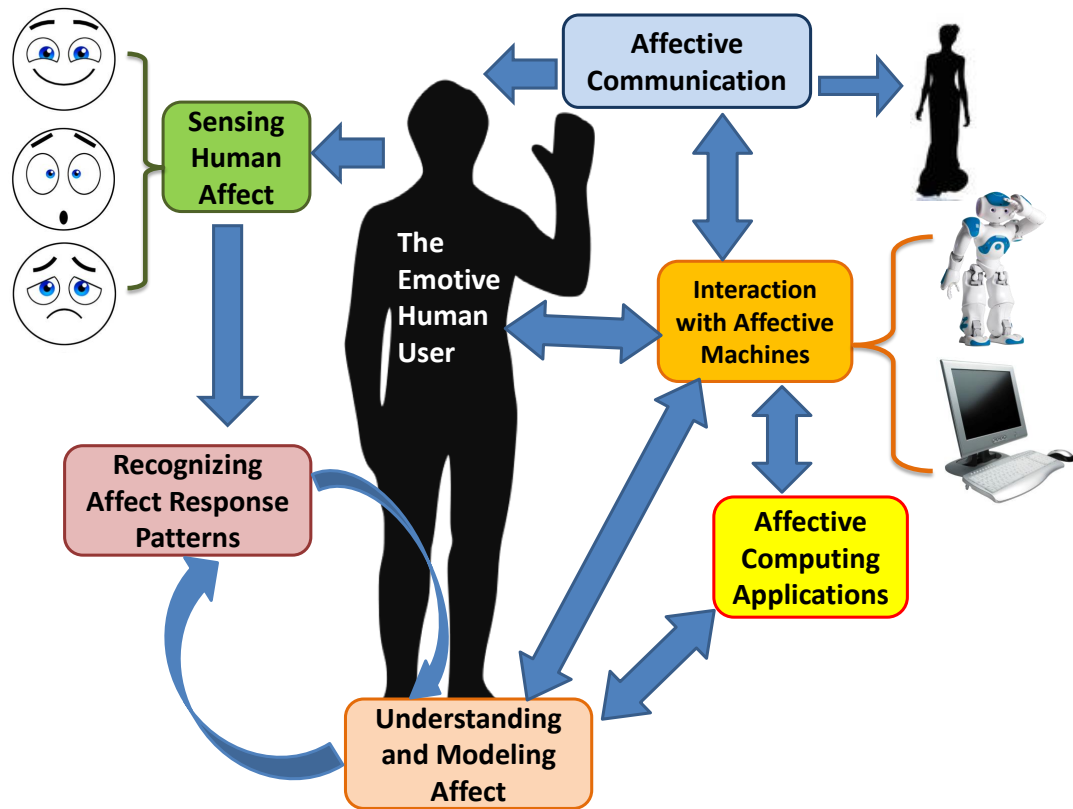 Affective
Communication
Sensing
Human
Affect
The
Emotive
Human
User
Interaction
with Affective
Machines
Recognizing
Affect Response
Patterns
Affective
Computing
Applications
Understanding
and Modeling
Affect